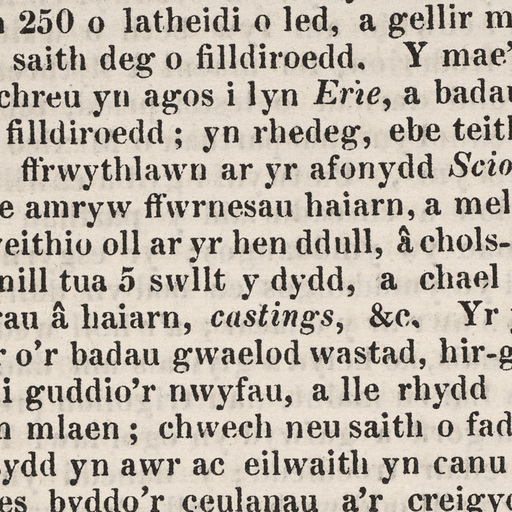 250 o latheidi o led, a gellir m
saith deg o filldiroedd. Y mae'
chreu yn agos i lyn Erie, a badau
filldiroedd ; yn rhedeg, ebe teith
ffrwythlawn ar yr afonydd Scio
e amryw ffwrnesau haiarn, a mel
eithio oll ar yr hen ddull, â chols-
nill tua 5 swllt y dydd, a chael
rau â haiarn, castings, &c. Yr
r o'r badau gwaelod wastad, hir-g
i guddio'r nwyfau, a lle rhydd
n mlaen ; chwech neu saith o fad
ydd yn awr ac eilwaith yn canu
es byddo'r ceulanau a'r creigyd